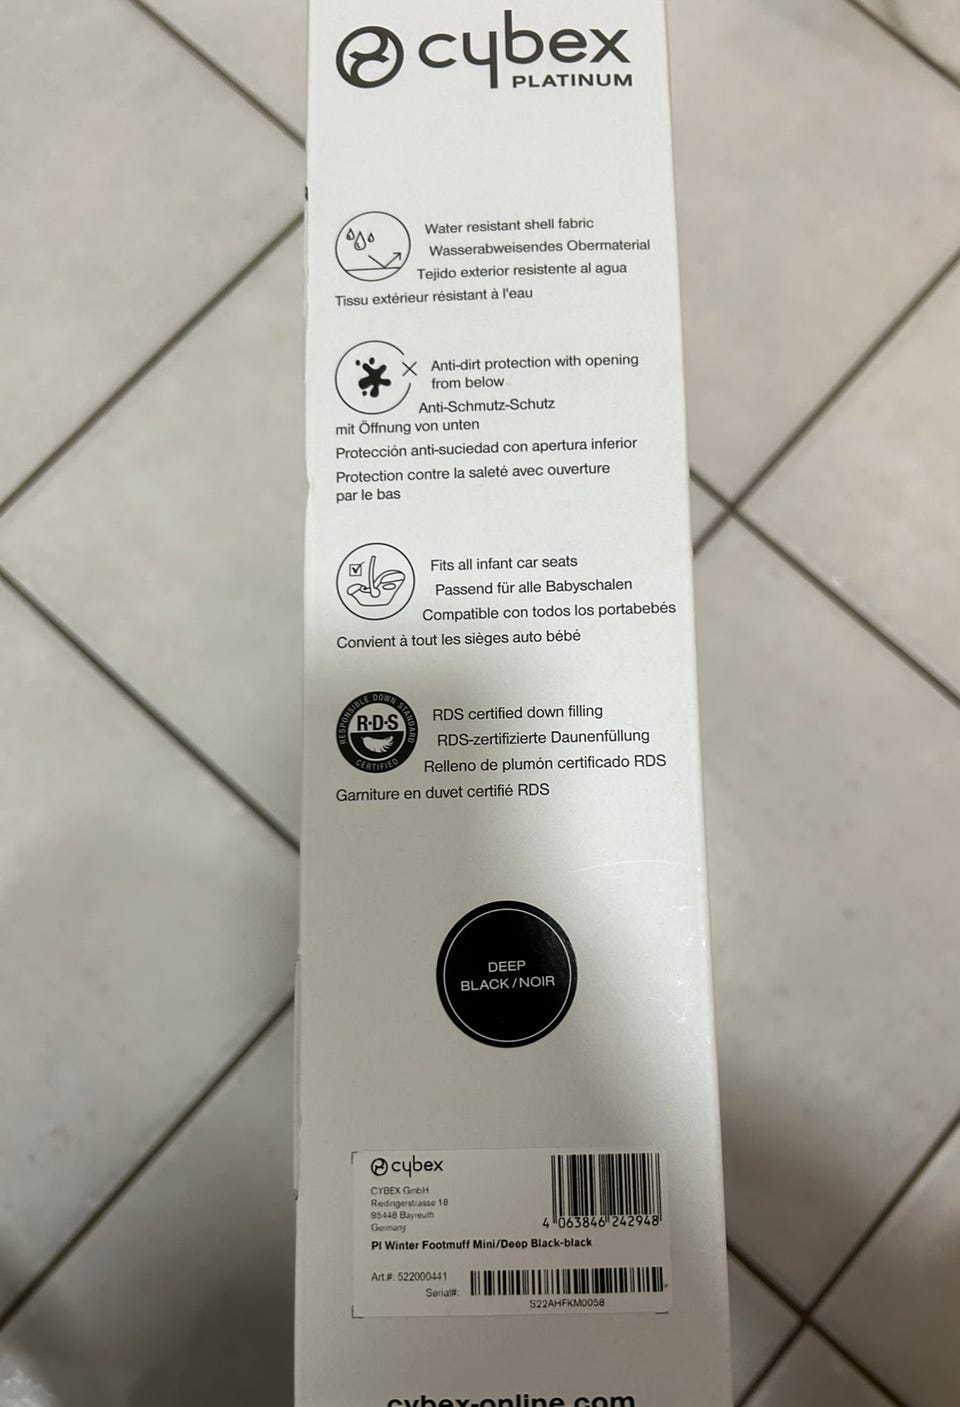 cybex
PLATINUM
Water resistant shell fabric
Wasserabweisendes Obermaterial
Tejido exterior resistente al agua
Tissu extérieur résistant à l'eau
Anti-dirt protection with opening
from below
Anti-Schmutz-Schutz
mit Öffnung von unten
Protección anti-suciedad con apertura inferior
Protection contre la saleté avec ouverture
par le bas
Fits all infant car seats
Passend für alle Babyschalen
Compatible con todos los portabebés
Convient à tout les sièges auto bébé
RESPONSIBLE DOWN STANDARD
R·D·S
CERTIFIED
RDS certified down filling
RDS-zertifizierte Daunenfüllung
Relleno de plumón certificado RDS
Garniture en duvet certifié RDS
DEEP
BLACK / NOIR
cybex
CYBEX GmbH
Riedingerstrasse 18
95448 Bayreuth
Germany
4 063846 242948
Pl Winter Footmuff Mini/Deep Black-black
Art.#: 522000441
Serial#:
S22AHFKM0058
cybex-online.com